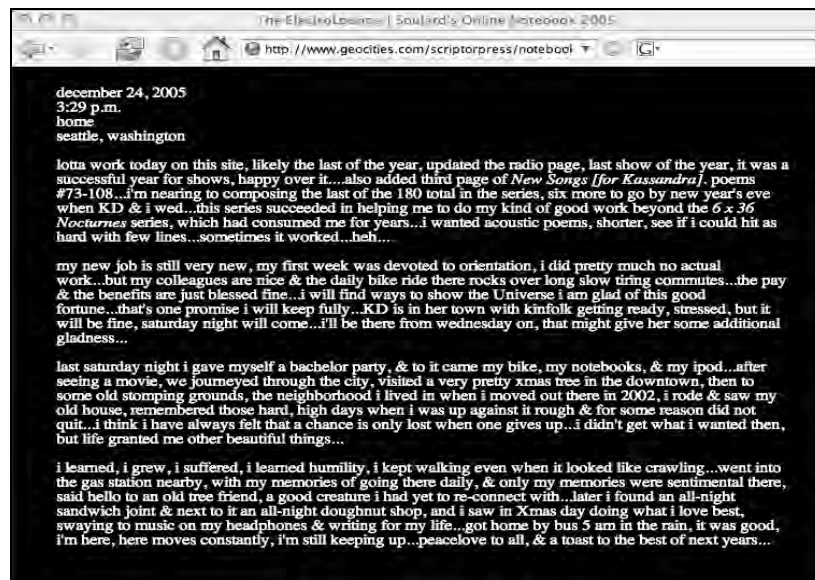 The ElectroLounge | Soulard's Online Notebook 2005
http://www.geocities.com/scriptorpress/notebool
G
december 24, 2005
3:29 p.m.
home
seattle, washington
lotta work today on this site, likely the last of the year, updated the radio page, last show of the year, it was a
successful year for shows, happy over it....also added third page of New Songs [for Kassandra]. poems
#73-108...i'm nearing to composing the last of the 180 total in the series, six more to go by new year's eve
when KD & i wed...this series succeeded in helping me to do my kind of good work beyond the 6 x 36
Nocturnes series, which had consumed me for years...i wanted acoustic poems, shorter, see if i could hit as
hard with few lines...sometimes it worked...heh....
my new job is still very new, my first week was devoted to orientation, i did pretty much no actual
work...but my colleagues are nice & the daily bike ride there rocks over long slow tiring commutes...the pay
& the benefits are just blessed fine...i will find ways to show the Universe i am glad of this good
fortune...that's one promise i will keep fully...KD is in her town with kinfolk getting ready, stressed, but it
will be fine, saturday night will come...i'll be there from wednesday on, that might give her some additional
gladness...
last saturday night i gave myself a bachelor party, & to it came my bike, my notebooks, & my ipod...after
seeing a movie, we journeyed through the city, visited a very pretty xmas tree in the downtown, then to
some old stomping grounds, the neighborhood i lived in when i moved out there in 2002, i rode & saw my
old house, remembered those hard, high days when i was up against it rough & for some reason did not
quit...i think i have always felt that a chance is only lost when one gives up...i didn't get what i wanted then,
but life granted me other beautiful things...
i learned, i grew, i suffered, i learned humility, i kept walking even when it looked like crawling...went into
the gas station nearby, with my memories of going there daily, & only my memories were sentimental there,
said hello to an old tree friend, a good creature i had yet to re-connect with...later i found an all-night
sandwich joint & next to it an all-night doughnut shop, and i saw in Xmas day doing what i love best,
swaying to music on my headphones & writing for my life...got home by bus 5 am in the rain, it was good,
i'm here, here moves constantly, i'm still keeping up...peacelove to all, & a toast to the best of next years...